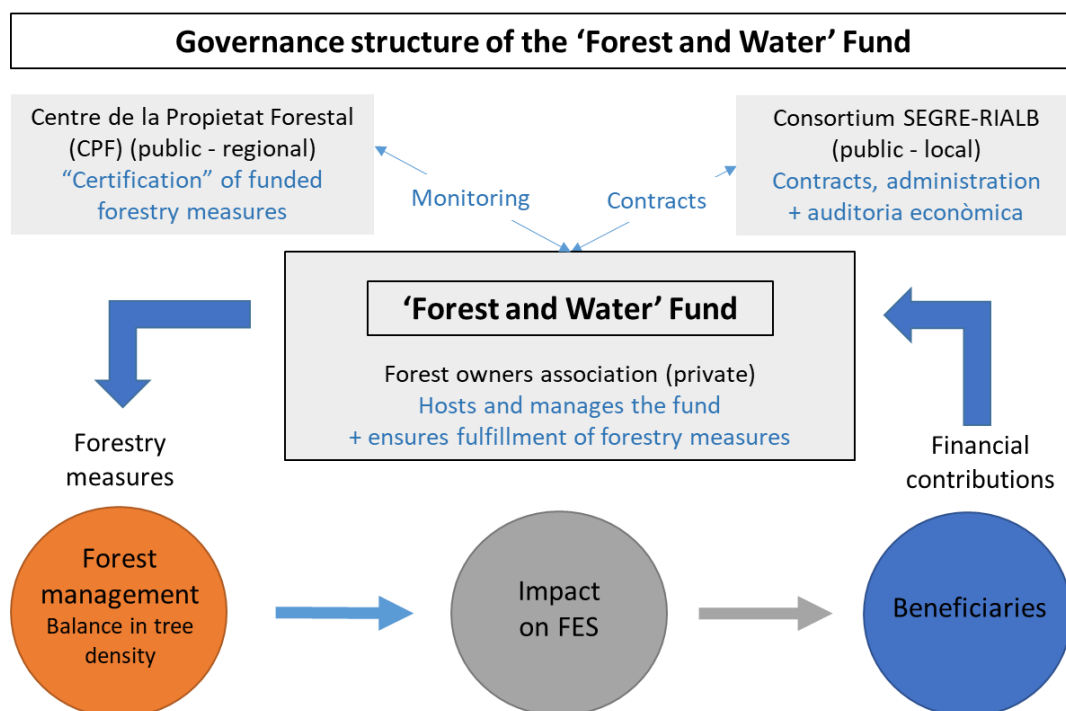 Governance structure of the ‘Forest and Water’ Fund
Centre de la Propietat Forestal
(CPF) (public - regional)
“Certification” of funded
forestry measures
Consortium SEGRE-RIALB
(public - local)
Contracts, administration
+ auditoria econòmica
Monitoring
Contracts
‘Forest and Water’ Fund
Forest owners association (private)
Hosts and manages the fund
+ ensures fulfillment of forestry measures
Forestry
measures
Financial
contributions
Forest
management
Balance in tree
density
Impact
on FES
Beneficiaries